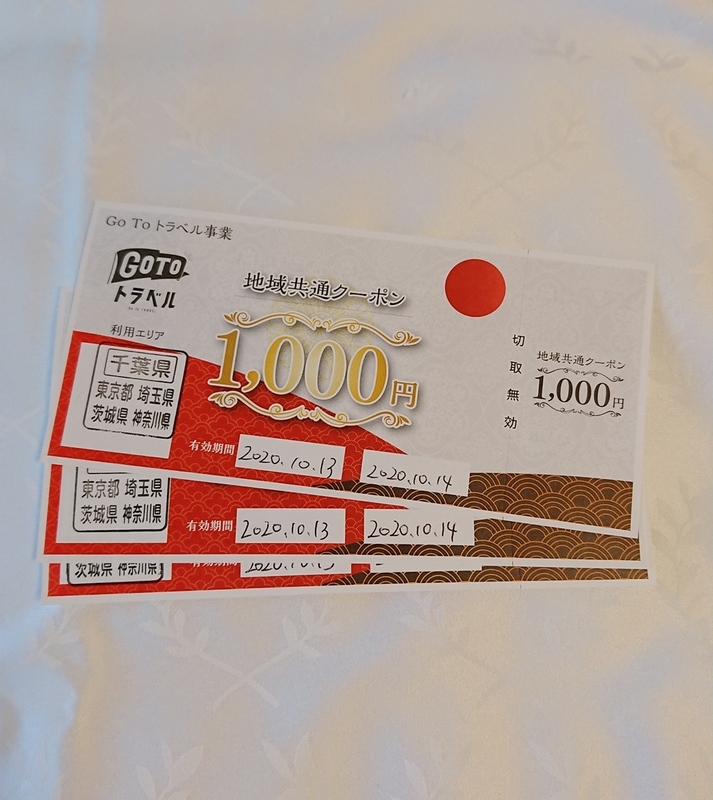 Go To トラベル事業
GOTO
トラベル
地域共通クーポン
利用エリア
千葉県
東京都 埼玉県
茨城県 神奈川県
1,000円
有効期間
2020.10.13
2020.10.14
切取無効
地域共通クーポン
1,000円
東京都 埼玉県
茨城県 神奈川県
有効期間
2020.10.13
2020.10.14
茨城県 神奈川県
有効期間